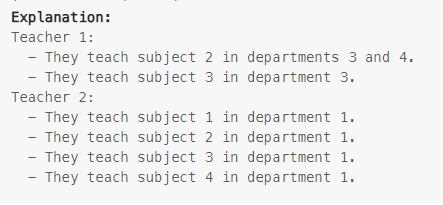 Explanation:
Teacher 1:
  - They teach subject 2 in departments 3 and 4.
  - They teach subject 3 in department 3.
Teacher 2:
  - They teach subject 1 in department 1.
  - They teach subject 2 in department 1.
  - They teach subject 3 in department 1.
  - They teach subject 4 in department 1.